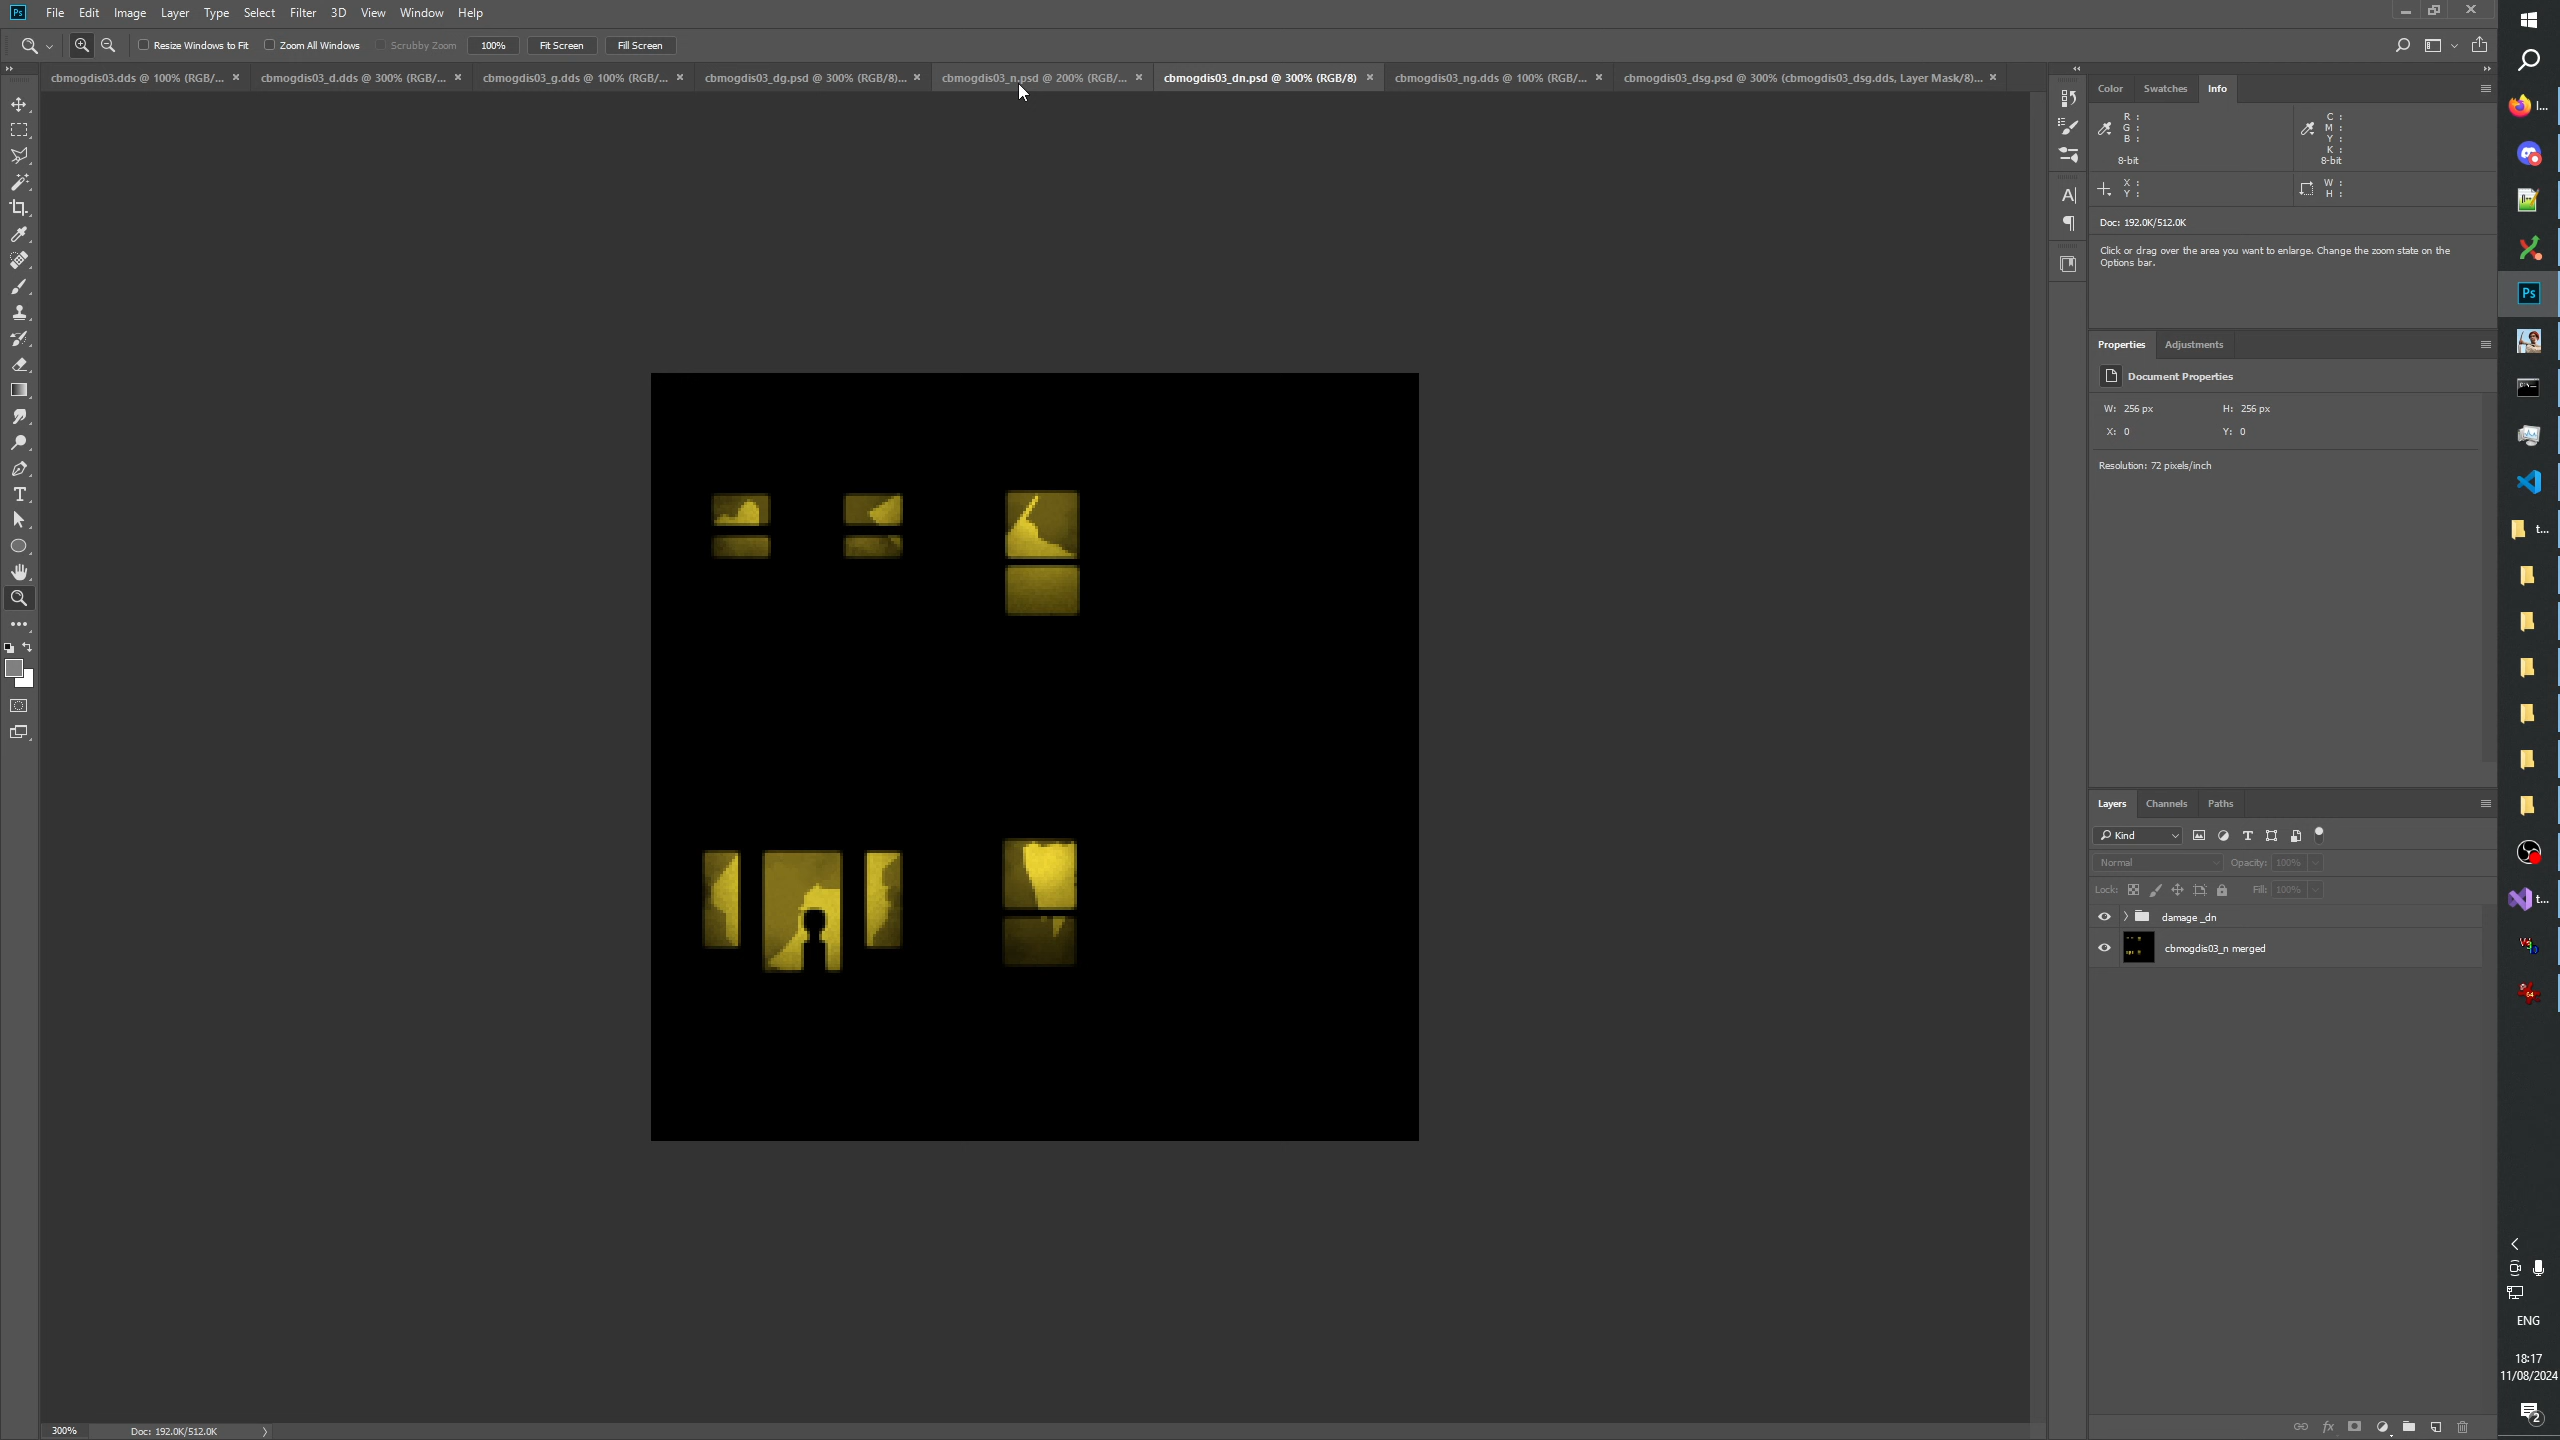 Ps File Edit Image Layer Type Select Filter 3D View Window Help
Resize Windows to Fit Zoom All Windows Scrubby Zoom 100% Fit Screen Fill Screen
cbmogdis03.dds @ 100% (RGB/... × cbmogdis03_d.dds @ 300% (RGB/... × cbmogdis03_g.dds @ 100% (RGB/... × cbmogdis03_dg.psd @ 300% (RGB/8)... × cbmogdis03_n.psd @ 200% (RGB/... × cbmogdis03_dn.psd @ 300% (RGB/8) × cbmogdis03_ng.dds @ 100% (RGB/... × cbmogdis03_dsg.psd @ 300% (cbmogdis03_dsg.dds, Layer Mask/8)... ×
Color Swatches Info
R : C :
G : M :
B : Y :
K :
8-bit 8-bit
X : W :
Y : H :
Doc: 192.0K/512.0K
Click or drag over the area you want to enlarge. Change the zoom state on the
Options bar.
Properties Adjustments
Document Properties
W: 256 px H: 256 px
X: 0 Y: 0
Resolution: 72 pixels/inch
Layers Channels Paths
Kind
Normal Opacity: 100%
Lock: Fill: 100%
damage _dn
cbmogdis03_n merged
300% Doc: 192.0K/512.0K
I...
Ps
t...
t...
64
ENG
18:17
11/08/2024
2